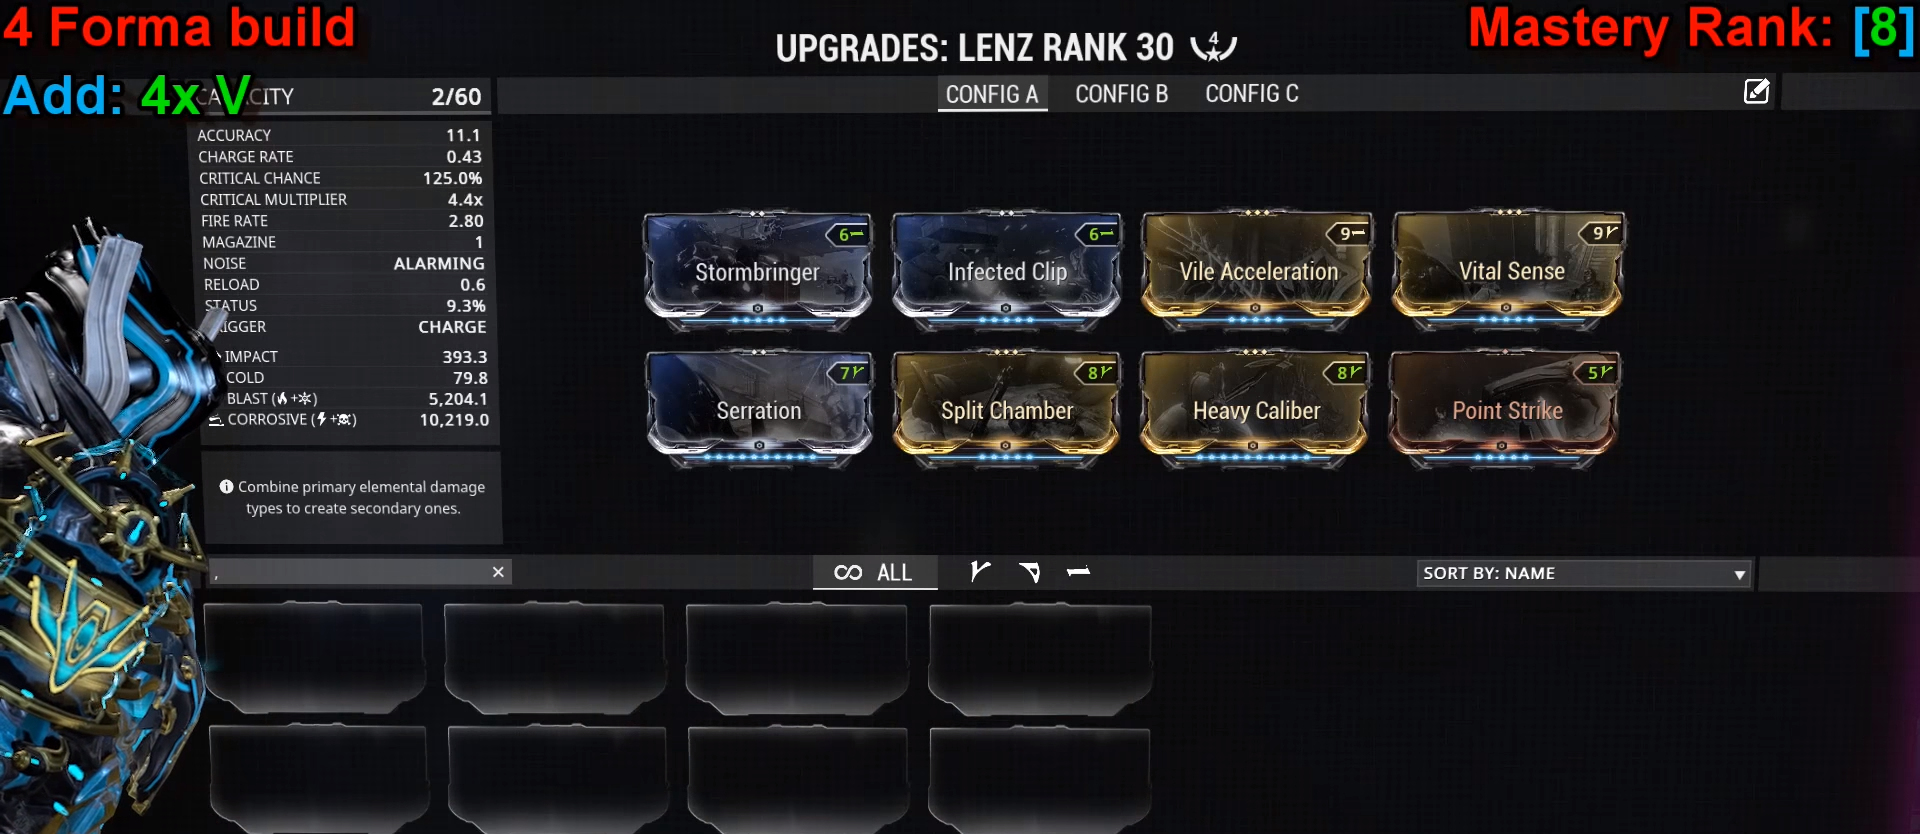 4 Forma build
UPGRADES: LENZ RANK 30 4
Mastery Rank: [8]
Add: 4x V
CITY 2/60
CONFIG A CONFIG B CONFIG C
ACCURACY 11.1
CHARGE RATE 0.43
CRITICAL CHANCE 125.0%
CRITICAL MULTIPLIER 4.4x
FIRE RATE 2.80
MAGAZINE 1
NOISE ALARMING
RELOAD 0.6
STATUS 9.3%
IGGER CHARGE
IMPACT 393.3
COLD 79.8
BLAST ( + ) 5,204.1
CORROSIVE ( + ) 10,219.0
6
Stormbringer
6
Infected Clip
9
Vile Acceleration
9
Vital Sense
7
Serration
8
Split Chamber
8
Heavy Caliber
5
Point Strike
Combine primary elemental damage
types to create secondary ones.
, ×
∞ ALL
SORT BY: NAME